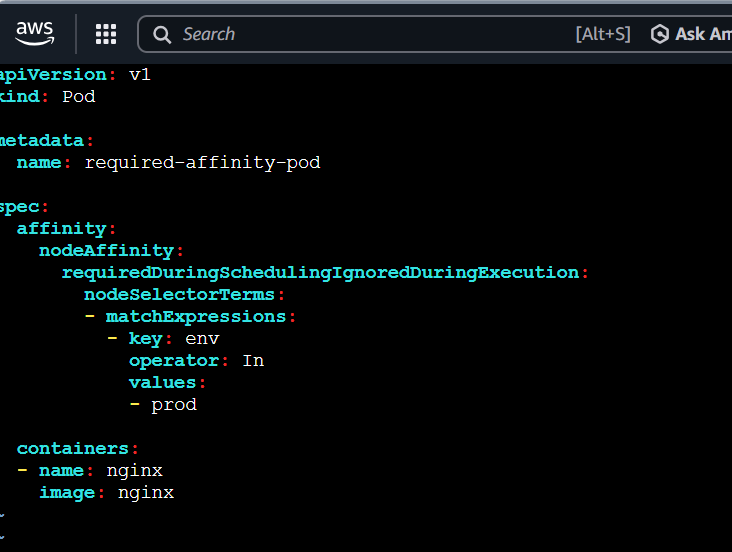 aws
Search [Alt+S] Ask Am
apiVersion: v1
kind: Pod
metadata:
  name: required-affinity-pod
spec:
  affinity:
    nodeAffinity:
      requiredDuringSchedulingIgnoredDuringExecution:
        nodeSelectorTerms:
        - matchExpressions:
          - key: env
            operator: In
            values:
            - prod
  containers:
  - name: nginx
    image: nginx
~
~